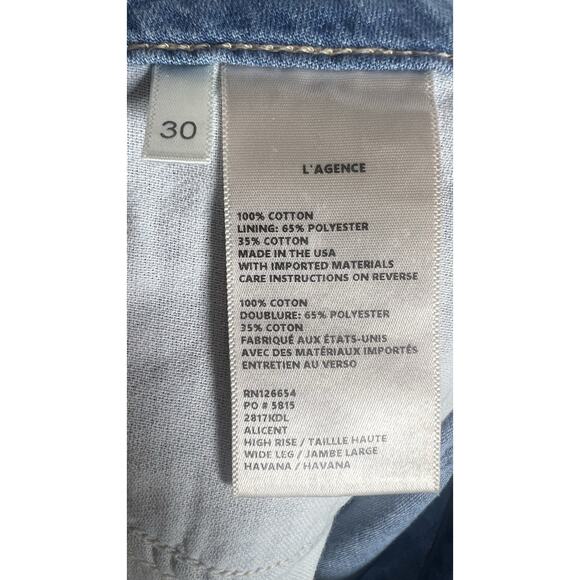 30
L'AGENCE
100% COTTON
LINING: 65% POLYESTER
35% COTTON
MADE IN THE USA
WITH IMPORTED MATERIALS
CARE INSTRUCTIONS ON REVERSE
100% COTON
DOUBLURE: 65% POLYESTER
35% COTON
FABRIQUÉ AUX ÉTATS-UNIS
AVEC DES MATÉRIAUX IMPORTÉS
ENTRETIEN AU VERSO
RN126654
PO # 5815
2817KDL
ALICENT
HIGH RISE / TAILLLE HAUTE
WIDE LEG / JAMBE LARGE
HAVANA / HAVANA